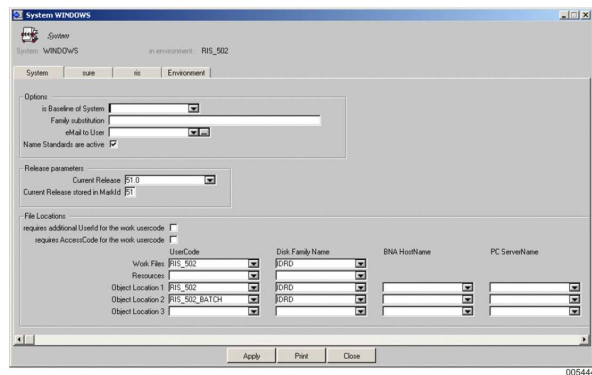 System WINDOWS
System
System WINDOWS in environment: RIS_502
System sure ris Environment
Options
is Baseline of System
Family substitution
eMail to User
Name Standards are active
Release parameters
Current Release 51.0
Current Release stored in MarkId 51
File Locations
requires additional UserId for the work usercode
requires AccessCode for the work usercode
UserCode Disk Family Name BNA HostName PC ServerName
Work Files RIS_502 IDRD
Resources
Object Location 1 RIS_502 IDRD
Object Location 2 RIS_502_BATCH IDRD
Object Location 3
Apply Print Close
005444